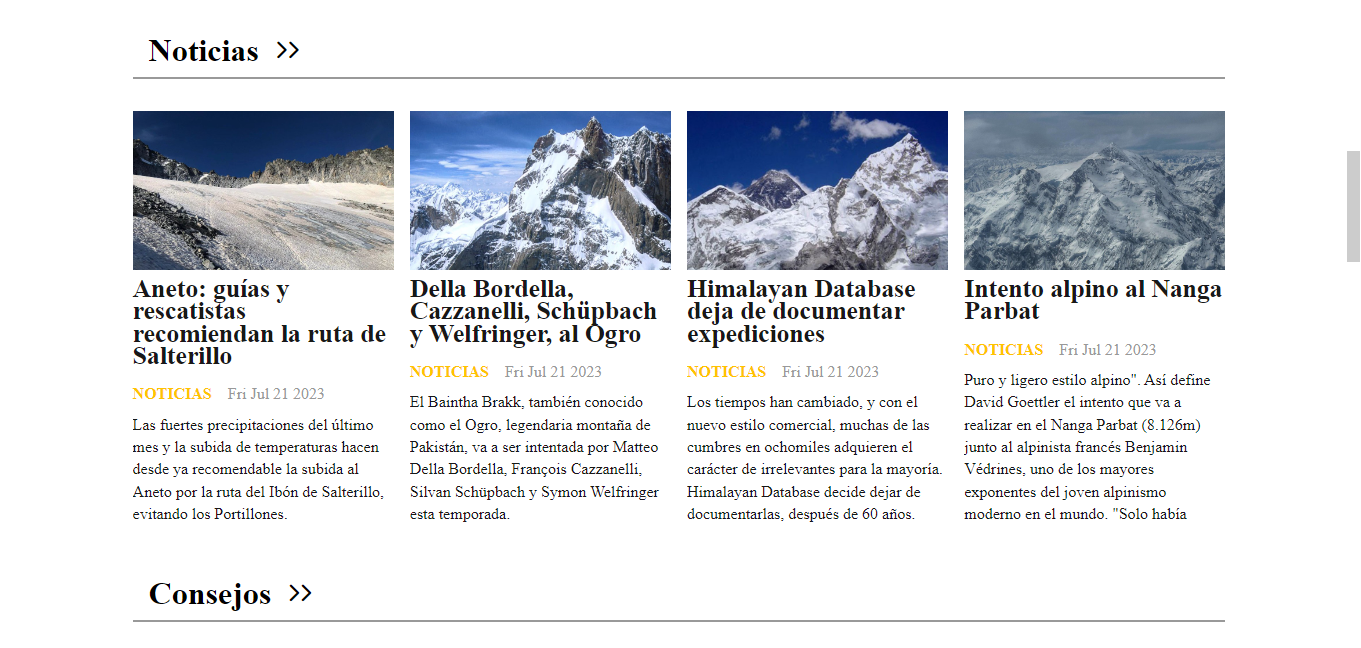 Noticias >>
Aneto: guías y
rescatistas
recomiendan la ruta de
Salterillo
NOTICIAS Fri Jul 21 2023
Las fuertes precipitaciones del último
mes y la subida de temperaturas hacen
desde ya recomendable la subida al
Aneto por la ruta del Ibón de Salterillo,
evitando los Portillones.
Della Bordella,
Cazzanelli, Schüpbach
y Welfringer, al Ogro
NOTICIAS Fri Jul 21 2023
El Baintha Brakk, también conocido
como el Ogro, legendaria montaña de
Pakistán, va a ser intentada por Matteo
Della Bordella, François Cazzanelli,
Silvan Schüpbach y Symon Welfringer
esta temporada.
Himalayan Database
deja de documentar
expediciones
NOTICIAS Fri Jul 21 2023
Los tiempos han cambiado, y con el
nuevo estilo comercial, muchas de las
cumbres en ochomiles adquieren el
carácter de irrelevantes para la mayoría.
Himalayan Database decide dejar de
documentarlas, después de 60 años.
Intento alpino al Nanga
Parbat
NOTICIAS Fri Jul 21 2023
Puro y ligero estilo alpino". Así define
David Goettler el intento que va a
realizar en el Nanga Parbat (8.126m)
junto al alpinista francés Benjamin
Védrines, uno de los mayores
exponentes del joven alpinismo
moderno en el mundo. "Solo había
Consejos >>